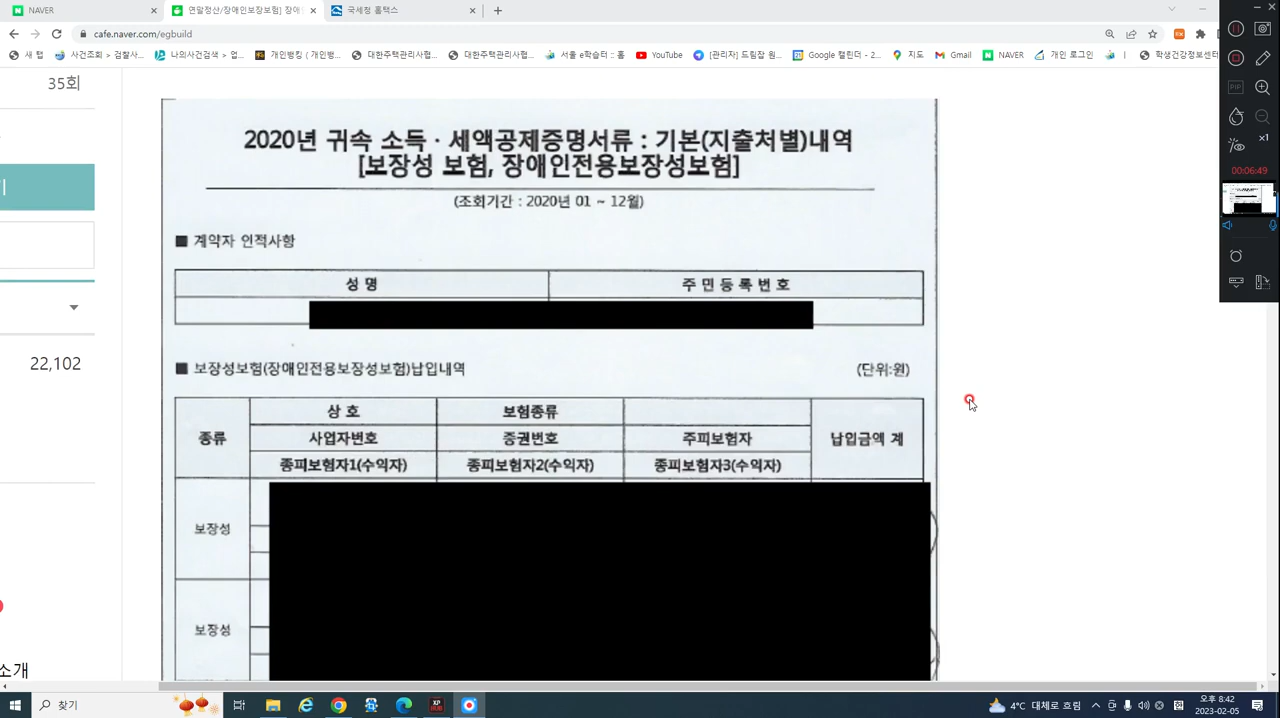 NAVER
연말정산/장애인보장보험] 장애인
국세청 홈택스
cafe.naver.com/egbuild
새 탭
사건조회 > 검찰사...
나의사건검색 > 업...
개인뱅킹 ( 개인뱅...
대한주택관리사협...
대한주택관리사협...
서울 e학습터 :: 홈
YouTube
[관리자] 드림잡 원...
Google 캘린더 - 2...
지도
Gmail
NAVER
개인 로그인
학생건강정보센터
35회
기
22,102
소개
2020년 귀속 소득 · 세액공제증명서류 : 기본(지출처별)내역
[보장성 보험, 장애인전용보장성보험]
(조회기간 : 2020년 01 ~ 12월)
■ 계약자 인적사항
성 명
주 민 등 록 번 호
■ 보장성보험(장애인전용보장성보험)납입내역
(단위:원)
종류
상 호
보험종류
납입금액 계
사업자번호
증권번호
주피보험자
종피보험자1(수익자)
종피보험자2(수익자)
종피보험자3(수익자)
보장성
보장성
PIP
x1
00:06:49
찾기
XP
HUB
4°C 대체로 흐림
오후 8:42
2023-02-05